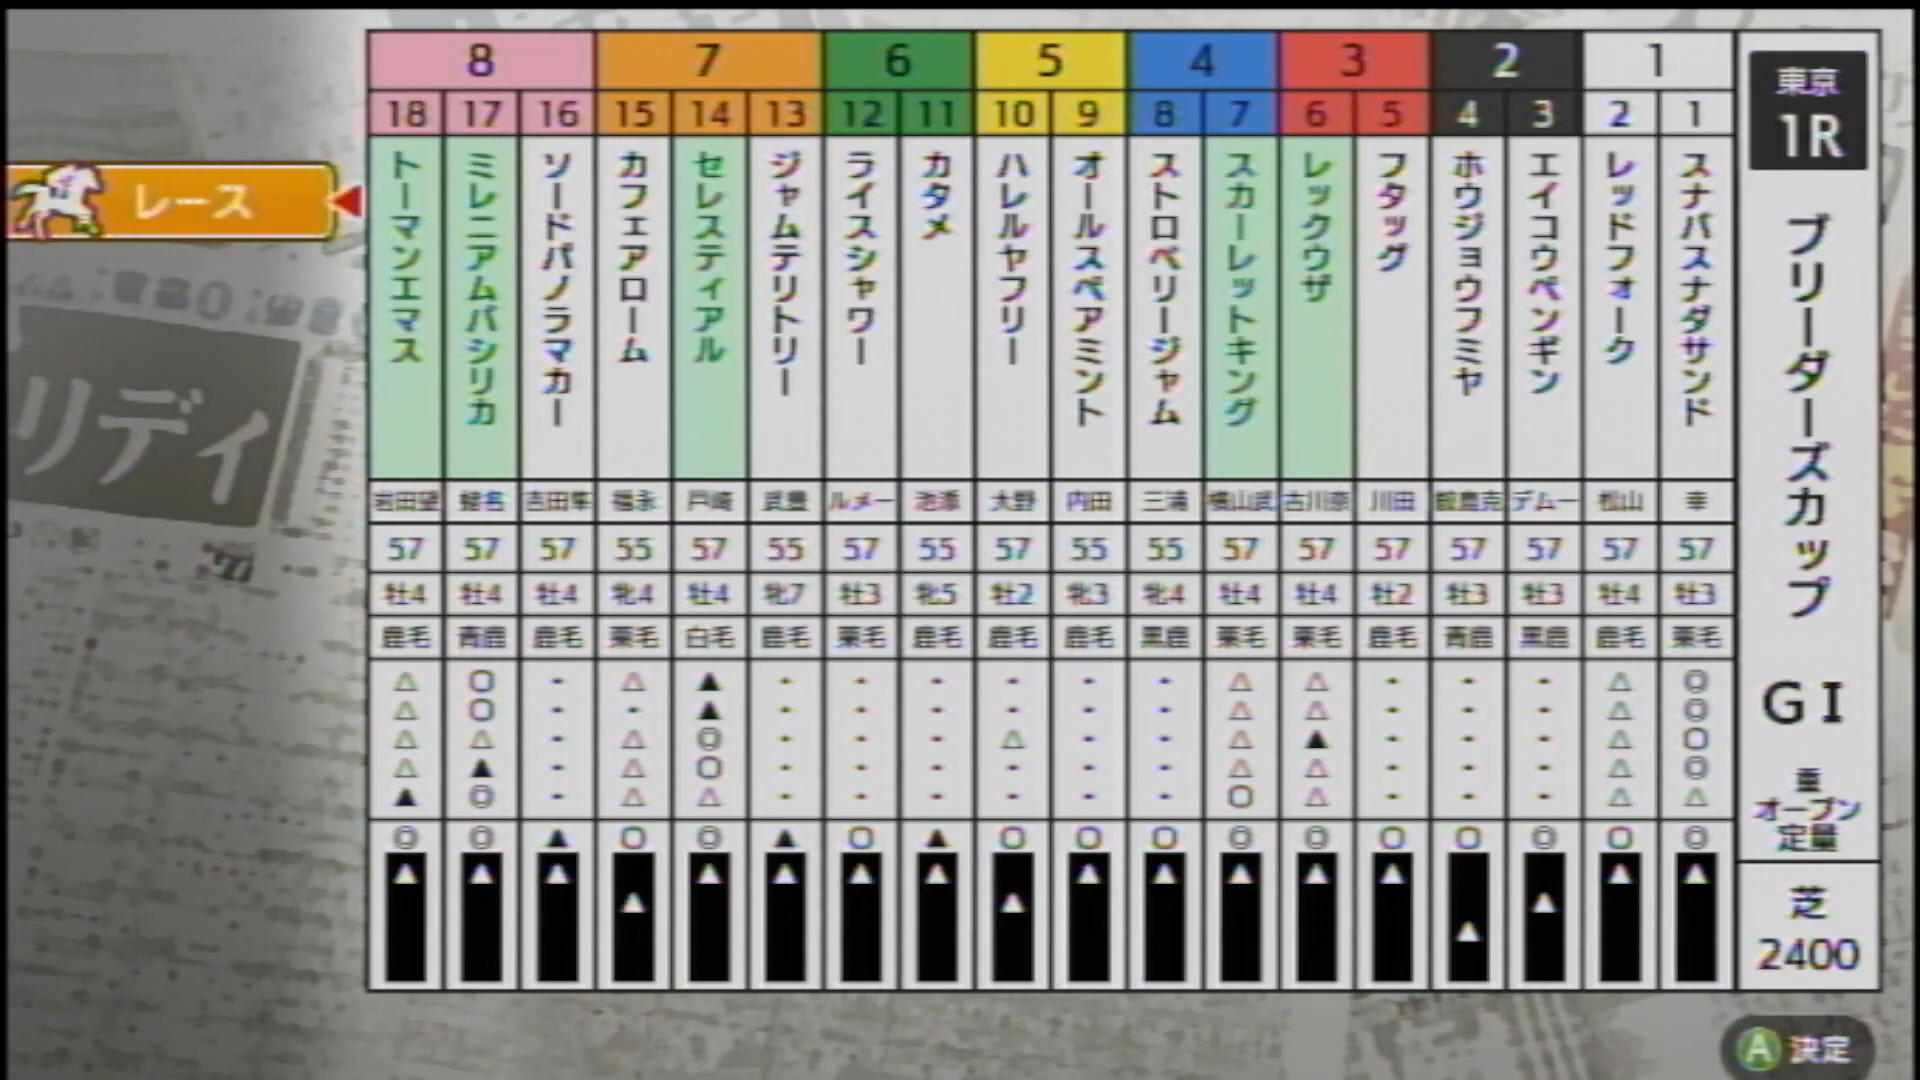 東京
1R
ブリーダーズカップ
GI
オープン
定量
芝
2400
1 2 3 4 5 6 7 8
1 スナバスナダサンド 幸 57 牡3 栗毛 ◎ ◎ ○ ◎ △ ◎
2 レッドフォーク 松山 57 牡4 鹿毛 △ △ △ △ △ ○
3 エイコウペンギン デムー 57 牡3 黒鹿 - - - - - ◎
4 ホウジョウフミヤ 57 牡3 青鹿 - - - - - ○
5 フタッグ 川田 57 牡2 鹿毛 - - - - - ○
6 レックウザ 古川奈 57 牡4 栗毛 △ △ ▲ △ △ ◎
7 スカーレットキング 横山武 57 牡4 栗毛 △ △ △ △ ○ ◎
8 ストロベリージャム 三浦 55 牝4 黒鹿 - - - - - ○
9 オールスペアミント 内田 55 牝3 鹿毛 - - - - - ○
10 ハレルヤフリー 大野 57 牡2 鹿毛 - - △ - - ○
11 カタメ 池添 55 牝5 鹿毛 - - - - - ▲
12 ライスシャワー ルメー 57 牡3 栗毛 - - - - - ○
13 ジャムテリトリー 武豊 55 牝7 鹿毛 - - - - - ▲
14 セレスティアル 戸崎 57 牡4 白毛 ▲ ▲ ◎ ○ △ ◎
15 カフェアローム 福永 55 牝4 栗毛 △ - △ △ △ ○
16 ソードパノラマカー 吉田隼 57 牡4 鹿毛 - - - - - ▲
17 ミレニアムバシリカ 蛯名 57 牡4 青鹿 ○ ○ △ ▲ ◎ ◎
18 トーマンエマス 岩田望 57 牡4 鹿毛 △ △ △ △ ▲ ◎
レース
リディ
A 決定